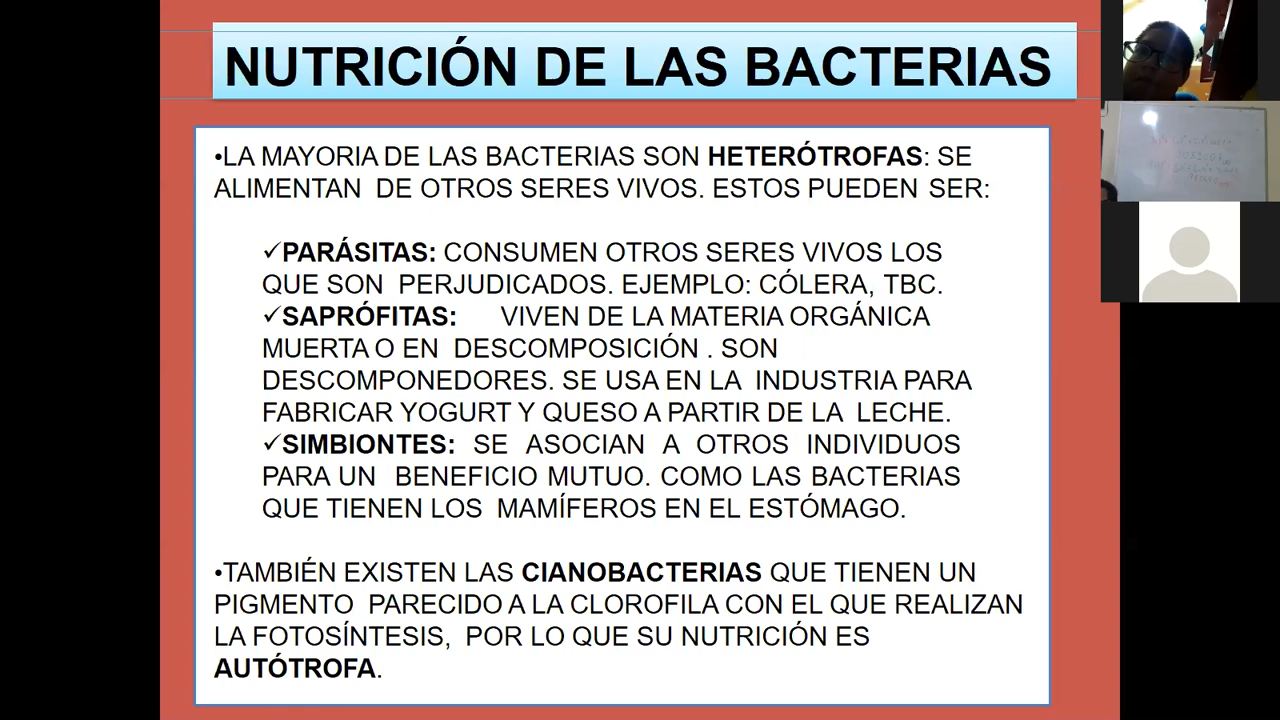 NUTRICIÓN DE LAS BACTERIAS
•LA MAYORIA DE LAS BACTERIAS SON HETERÓTROFAS: SE
ALIMENTAN DE OTROS SERES VIVOS. ESTOS PUEDEN SER:
✓PARÁSITAS: CONSUMEN OTROS SERES VIVOS LOS
QUE SON PERJUDICADOS. EJEMPLO: CÓLERA, TBC.
✓SAPRÓFITAS: VIVEN DE LA MATERIA ORGÁNICA
MUERTA O EN DESCOMPOSICIÓN . SON
DESCOMPONEDORES. SE USA EN LA INDUSTRIA PARA
FABRICAR YOGURT Y QUESO A PARTIR DE LA LECHE.
✓SIMBIONTES: SE ASOCIAN A OTROS INDIVIDUOS
PARA UN BENEFICIO MUTUO. COMO LAS BACTERIAS
QUE TIENEN LOS MAMÍFEROS EN EL ESTÓMAGO.
•TAMBIÉN EXISTEN LAS CIANOBACTERIAS QUE TIENEN UN
PIGMENTO PARECIDO A LA CLOROFILA CON EL QUE REALIZAN
LA FOTOSÍNTESIS, POR LO QUE SU NUTRICIÓN ES
AUTÓTROFA.